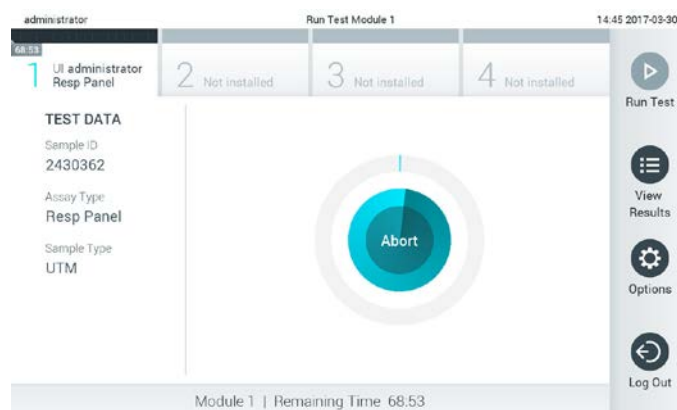 administrator Run Test Module 1 14:45 2017-03-30
68:53
1 UI administrator
Resp Panel
2 Not installed
3 Not installed
4 Not installed
Run Test
TEST DATA
Sample ID
2430362
Assay Type
Resp Panel
Sample Type
UTM
Abort
View
Results
Options
Log Out
Module 1 | Remaining Time 68:53